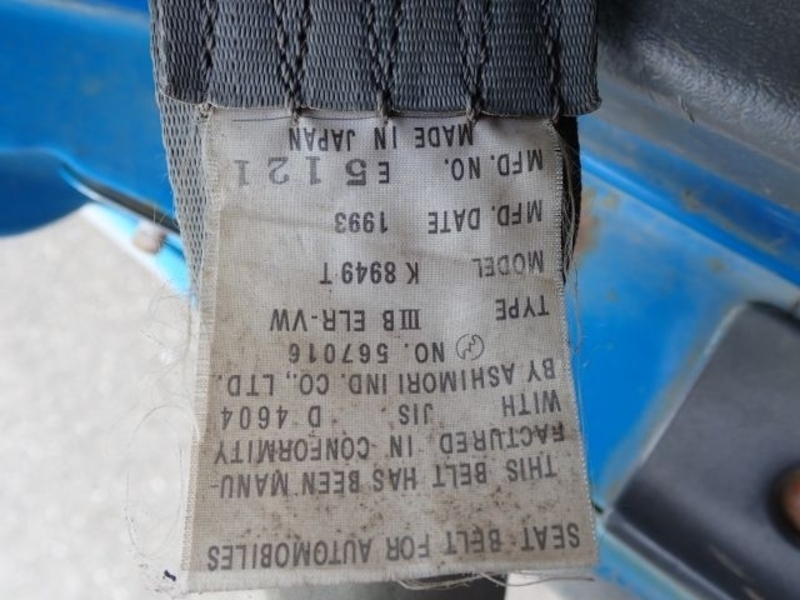 SEAT BELT FOR AUTOMOBILES
THIS BELT HAS BEEN MANU-
FACTURED IN CONFORMITY
WITH JIS D 4604
BY ASHIMORI IND. CO., LTD.
NO. 567016
TYPE III B ELR-VW
MODEL K 8949 T
MFD. DATE 1993
MFD. NO. E5121
MADE IN JAPAN